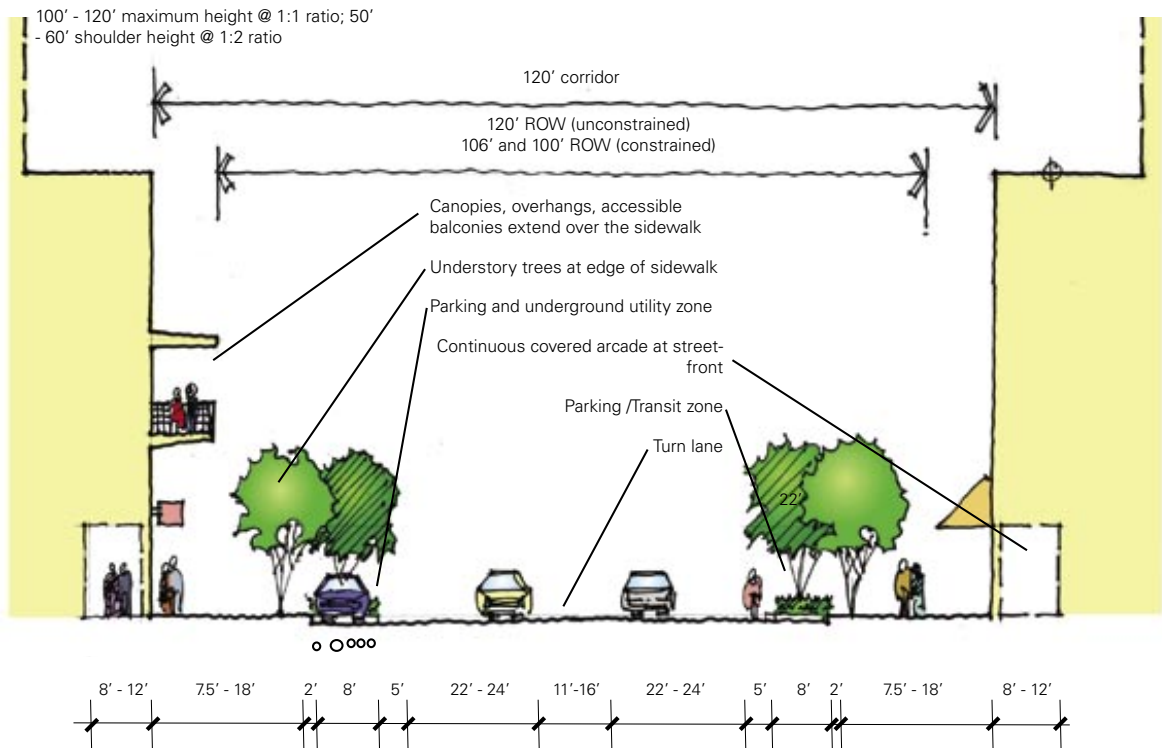 100′ - 120′ maximum height @ 1:1 ratio; 50′
- 60′ shoulder height @ 1:2 ratio
120′ corridor
120′ ROW (unconstrained)
106′ and 100′ ROW (constrained)
Canopies, overhangs, accessible
balconies extend over the sidewalk
Understory trees at edge of sidewalk
Parking and underground utility zone
Continuous covered arcade at street-
front
Parking /Transit zone
Turn lane
22′
8′ - 12′ 7.5′ - 18′ 2′ 8′ 5′ 22′ - 24′ 11′-16′ 22′ - 24′ 5′ 8′ 2′ 7.5′ - 18′ 8′ - 12′